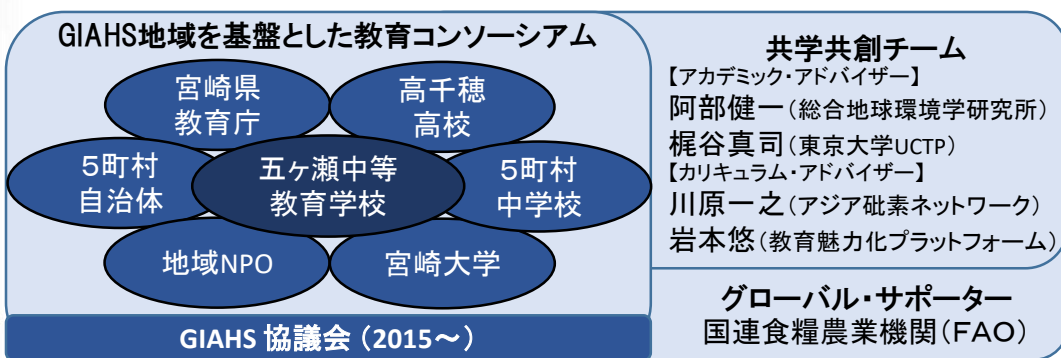 GIAHS地域を基盤とした教育コンソーシアム
宮崎県
教育庁
高千穂
高校
5町村
自治体
五ヶ瀬中等
教育学校
5町村
中学校
地域NPO
宮崎大学
GIAHS 協議会(2015～)
共学共創チーム
【アカデミック・アドバイザー】
阿部健一(総合地球環境学研究所)
梶谷真司(東京大学UCTP)
【カリキュラム・アドバイザー】
川原一之(アジア砒素ネットワーク)
岩本悠(教育魅力化プラットフォーム)
グローバル・サポーター
国連食糧農業機関(FAO)